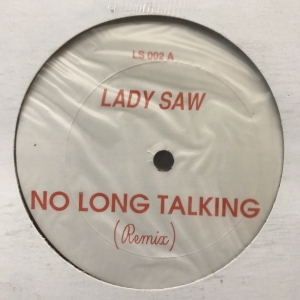 LS 002 A
LADY SAW
NO LONG TALKING
(Remix)